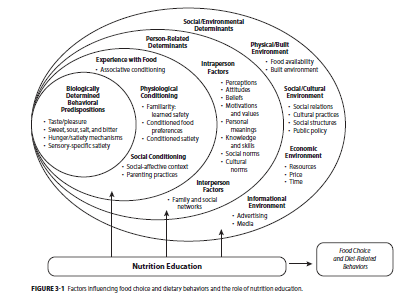 Social/Environmental
Determinants
Person-Related
Determinants
Physical/Built
Environment
• Food availability
• Built environment
Experience with Food
• Associative conditioning
Intraperson
Factors
• Perceptions
• Attitudes
• Beliefs
• Motivations
and values
• Personal
meanings
• Knowledge
and skills
• Social norms
• Cultural
norms
Biologically
Determined
Behavioral
Predispositions
• Taste/pleasure
• Sweet, sour, salt, and bitter
• Hunger/satiety mechanisms
• Sensory-specific satiety
Physiological
Conditioning
• Familiarity:
learned safety
• Conditioned food
preferences
• Conditioned satiety
Social/Cultural
Environment
• Social relations
• Cultural practices
• Social structures
• Public policy
Social Conditioning
• Social-affective context
• Parenting practices
Economic
Environment
• Resources
• Price
• Time
Interperson
Factors
• Family and social
networks
Informational
Environment
• Advertising
• Media
Nutrition Education
Food Choice
and Diet-Related
Behaviors
FIGURE 3-1 Factors influencing food choice and dietary behaviors and the role of nutrition education.